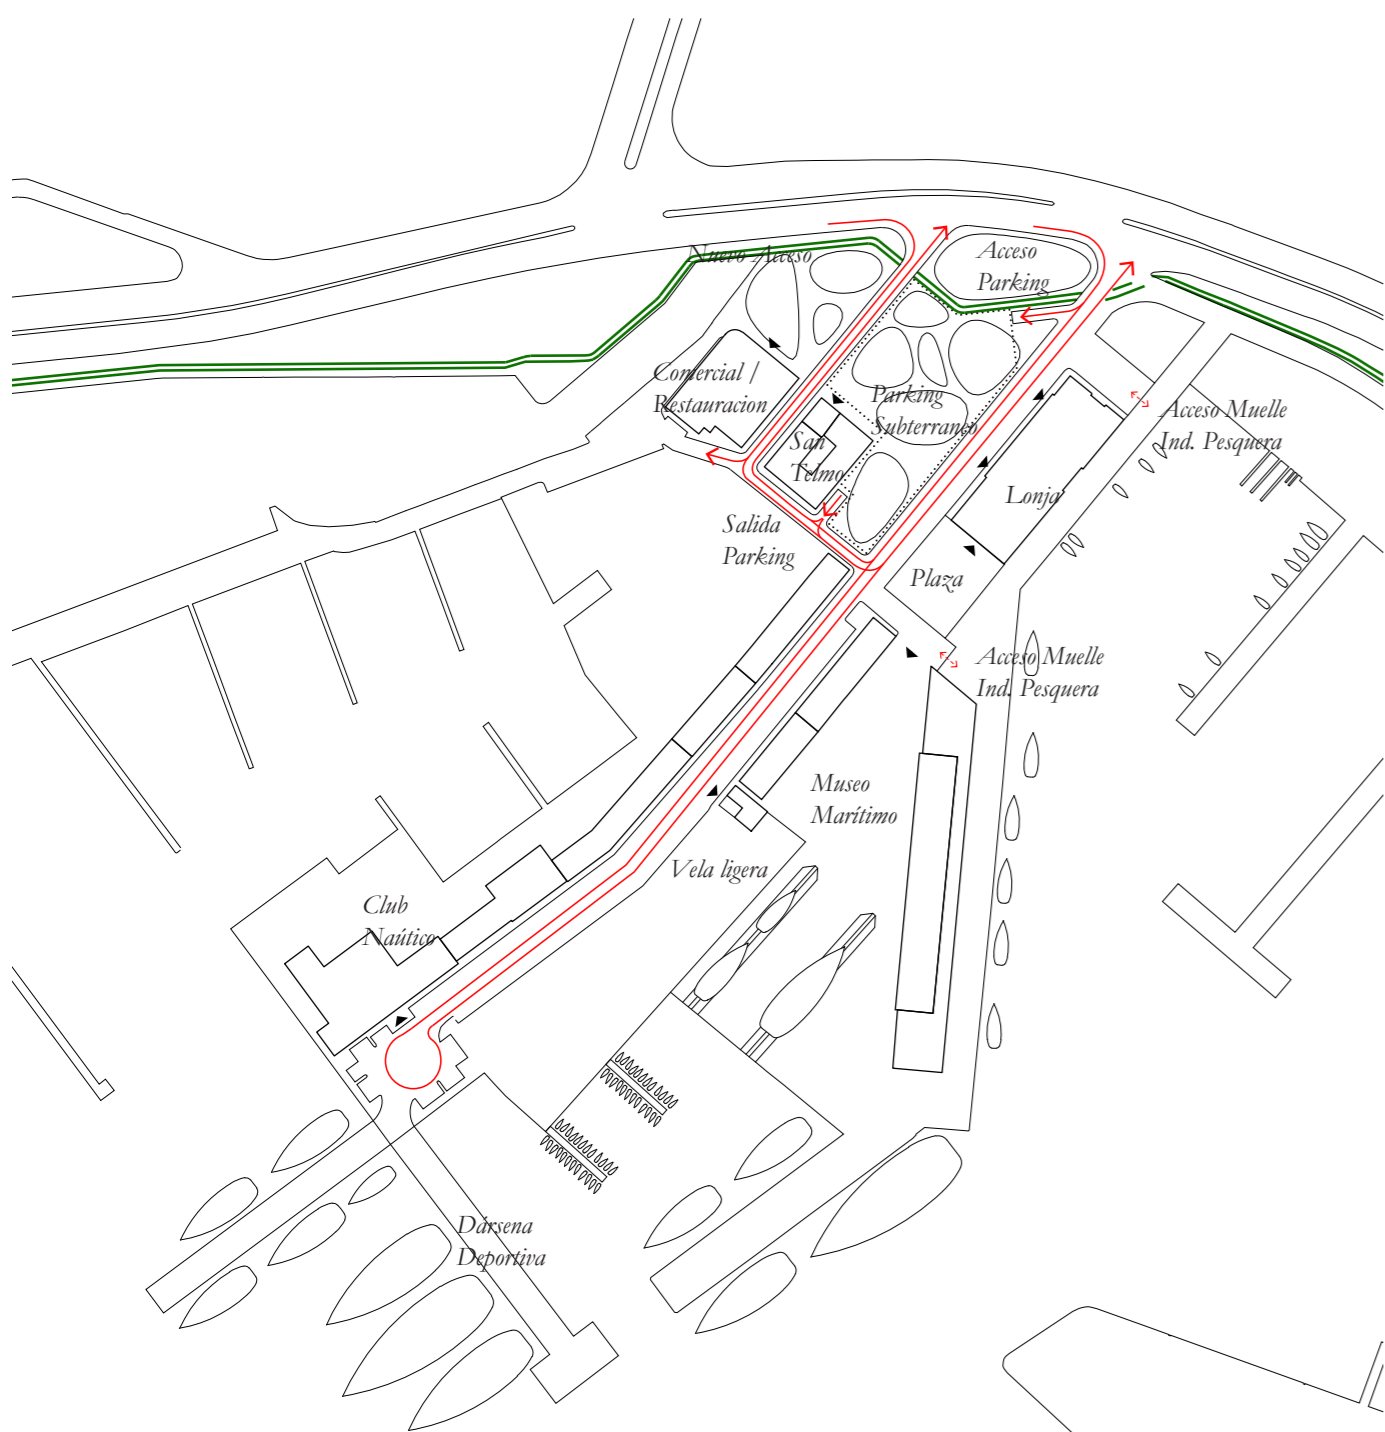 Nuevo Acceso
Acceso
Parking
Comercial /
Restauracion
Parking
Subterraneo
San
Telmo
Acceso Muelle
Ind. Pesquera
Lonja
Salida
Parking
Plaza
Acceso Muelle
Ind. Pesquera
Museo
Marítimo
Vela ligera
Club
Naútico
Dársena
Deportiva